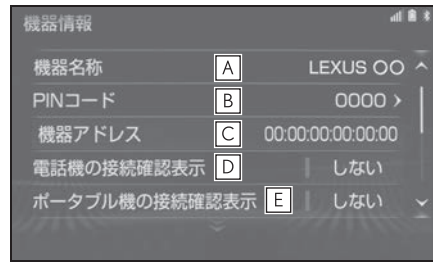 機器情報
機器名称 A LEXUS ○○
PINコード B 0000 >
機器アドレス C 00:00:00:00:00:00
電話機の接続確認表示 D しない
ポータブル機の接続確認表示 E しない